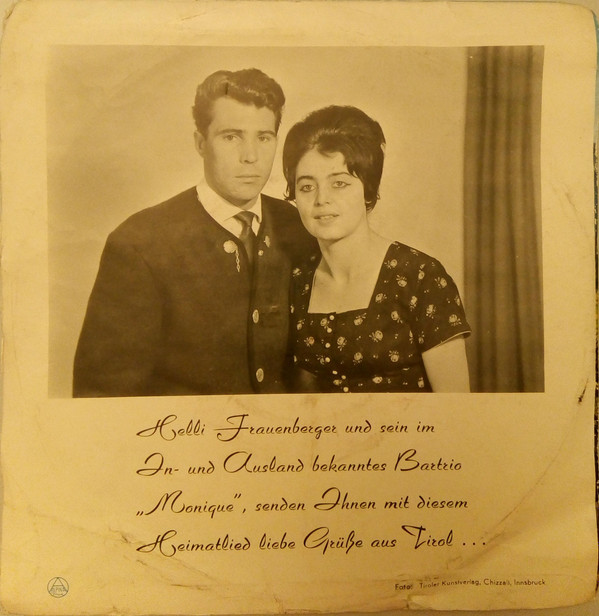 Helli Frauenberger und sein im
In- und Ausland bekanntes Bartrio
„Monique", senden Ihnen mit diesem
Heimatlied liebe Grüße aus Tirol ...
Foto: Tiroler Kunstverlag, Chizzali, Innsbruck